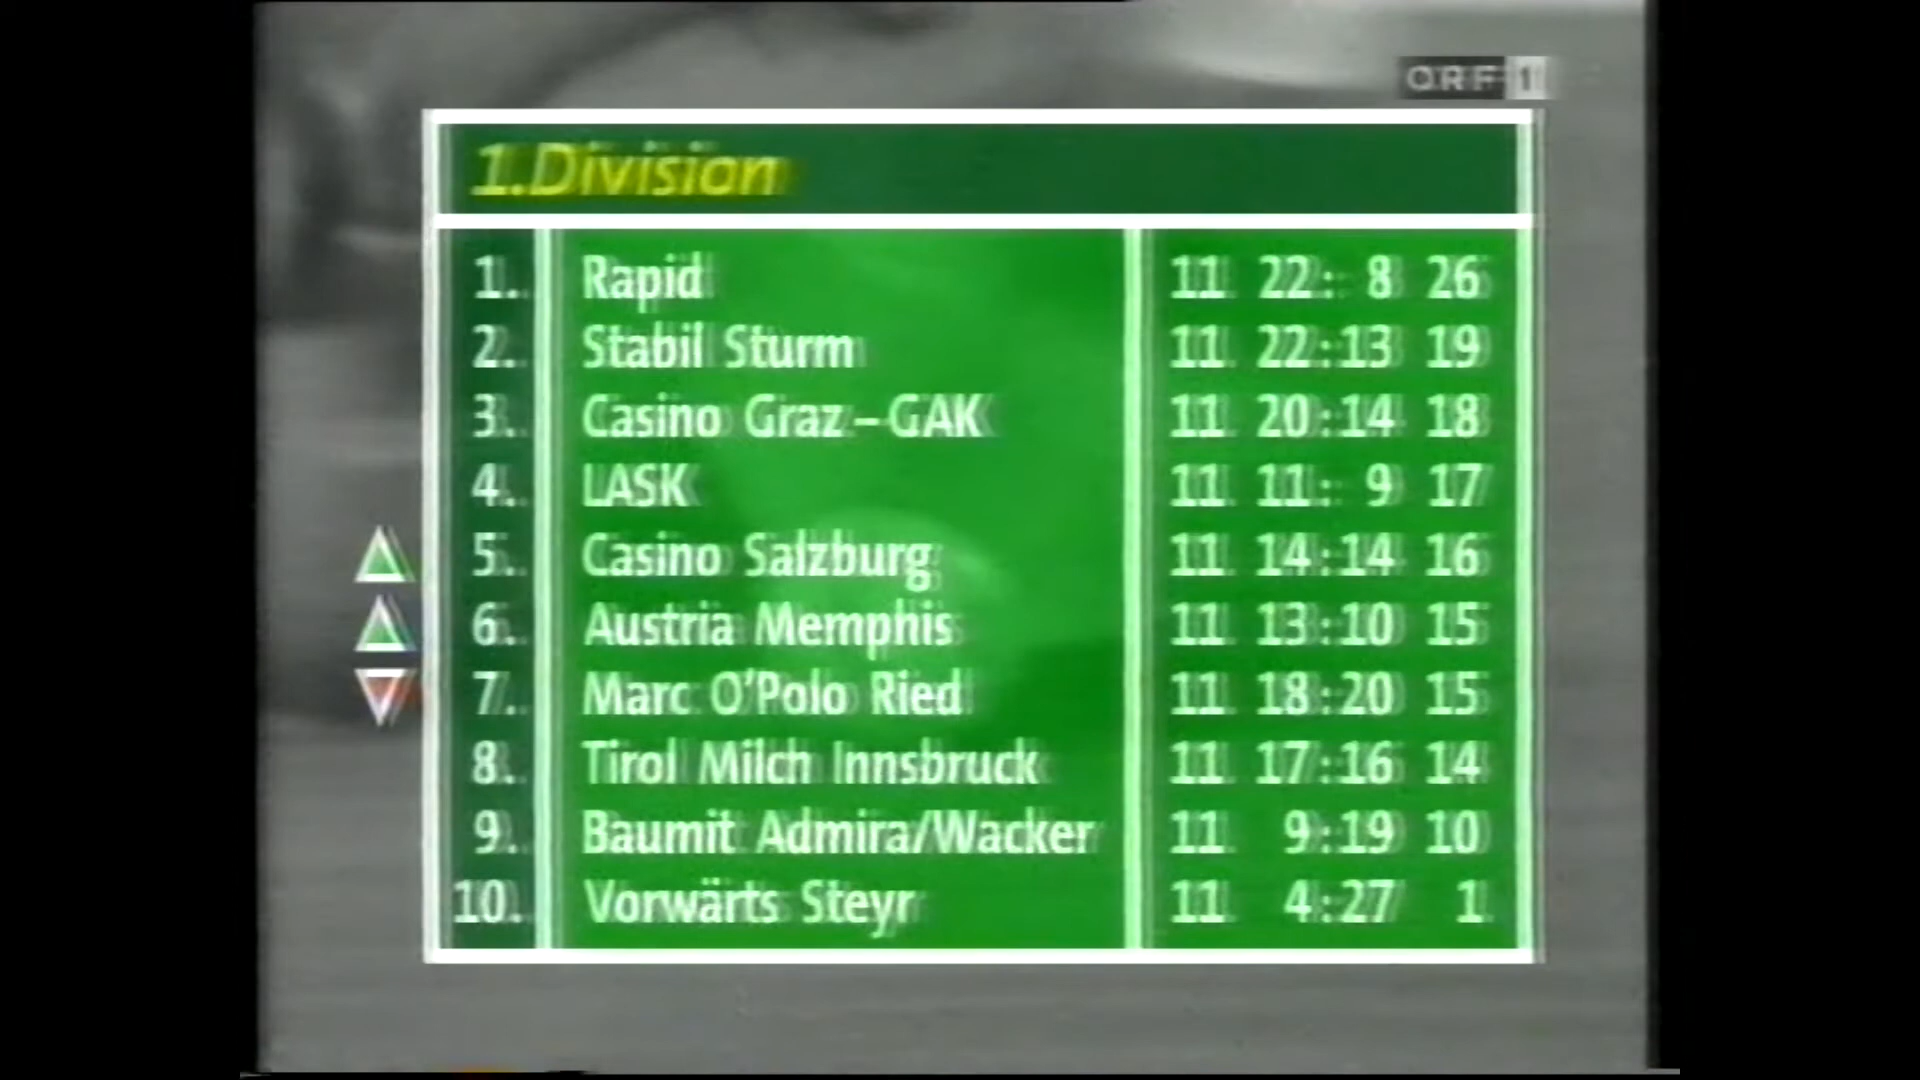 ORF 1
1.Division
1. Rapid 11 22: 8 26
2. Stabil Sturm 11 22:13 19
3. Casino Graz–GAK 11 20:14 18
4. LASK 11 11: 9 17
5. Casino Salzburg 11 14:14 16
6. Austria Memphis 11 13:10 15
7. Marc O'Polo Ried 11 18:20 15
8. Tirol Milch Innsbruck 11 17:16 14
9. Baumit Admira/Wacker 11 9:19 10
10. Vorwärts Steyr 11 4:27 1